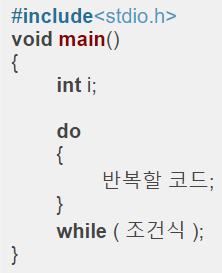 #include<stdio.h>
void main()
{
int i;
do
{
반복할 코드;
}
while ( 조건식 );
}